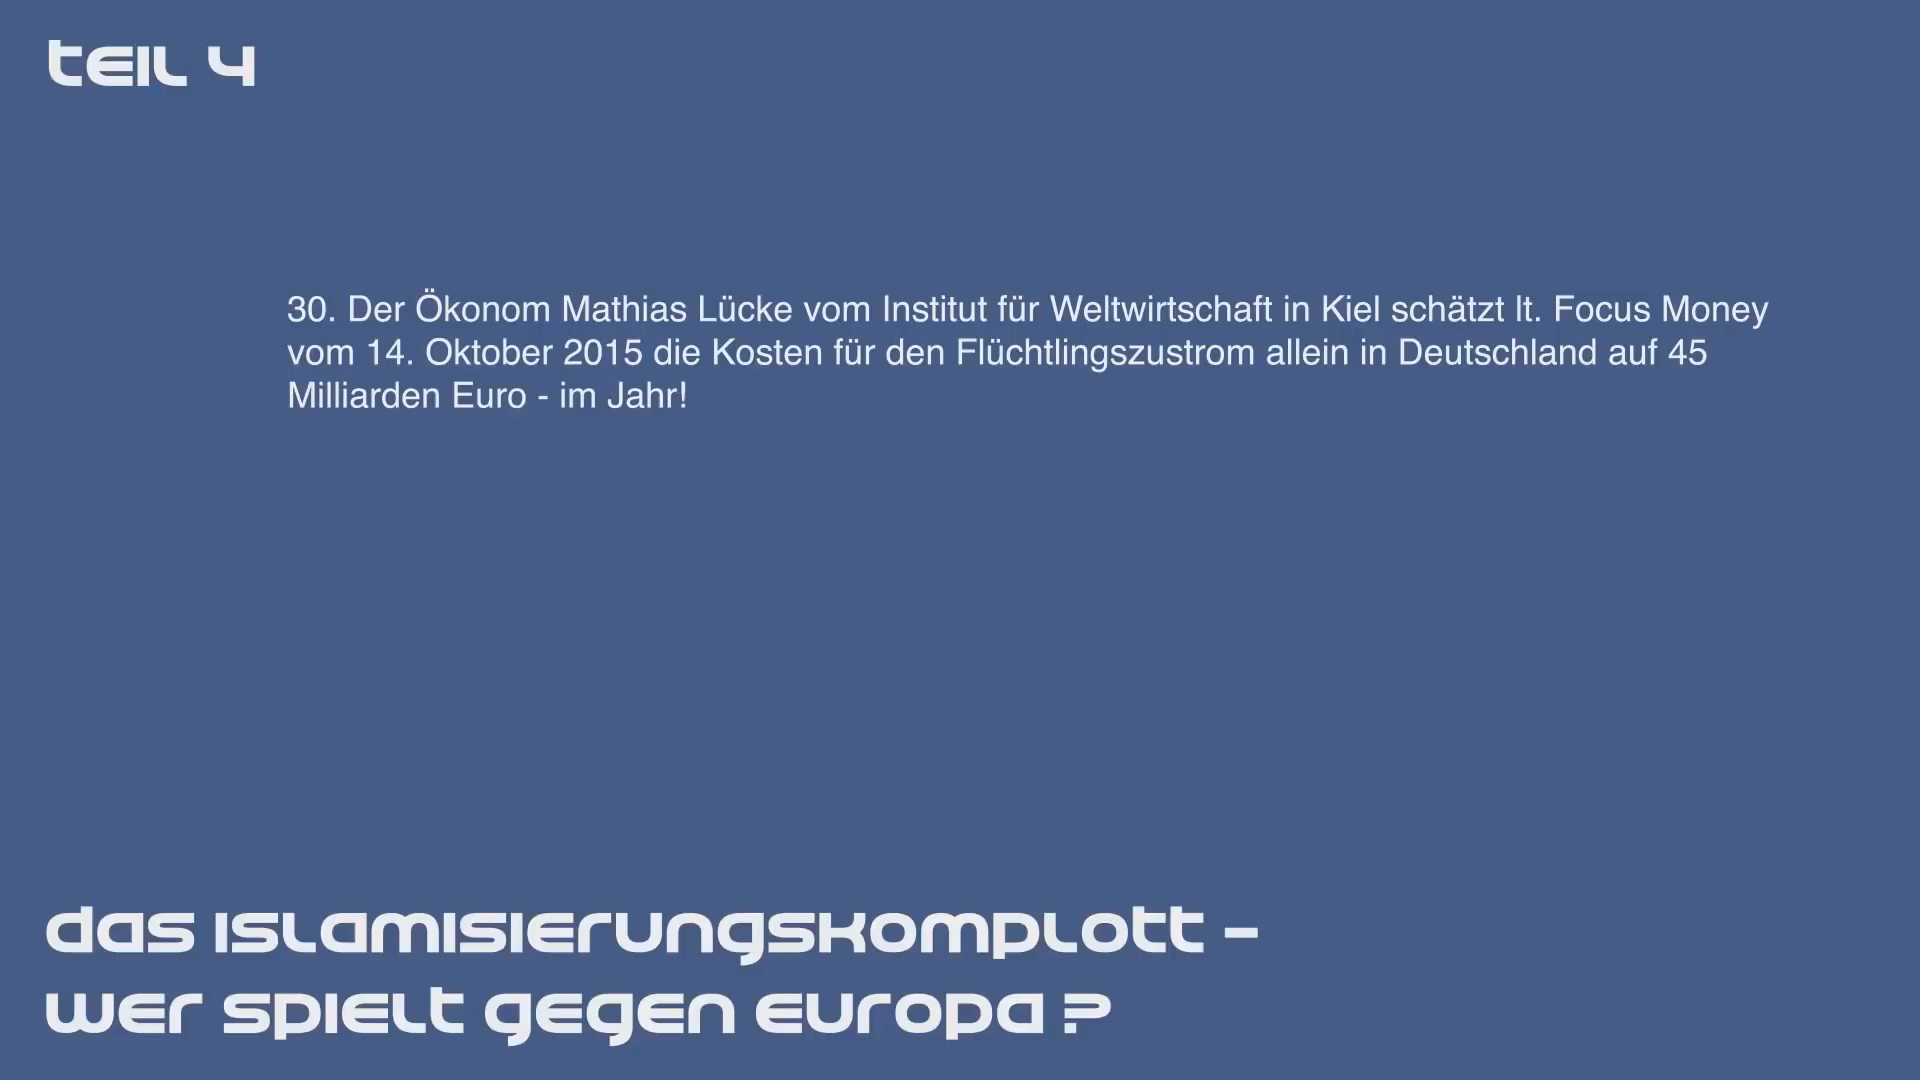 TEIL 4
30. Der Ökonom Mathias Lücke vom Institut für Weltwirtschaft in Kiel schätzt lt. Focus Money
vom 14. Oktober 2015 die Kosten für den Flüchtlingszustrom allein in Deutschland auf 45
Milliarden Euro - im Jahr!
das Islamisierungskomplott –
wer spielt gegen Europa ?